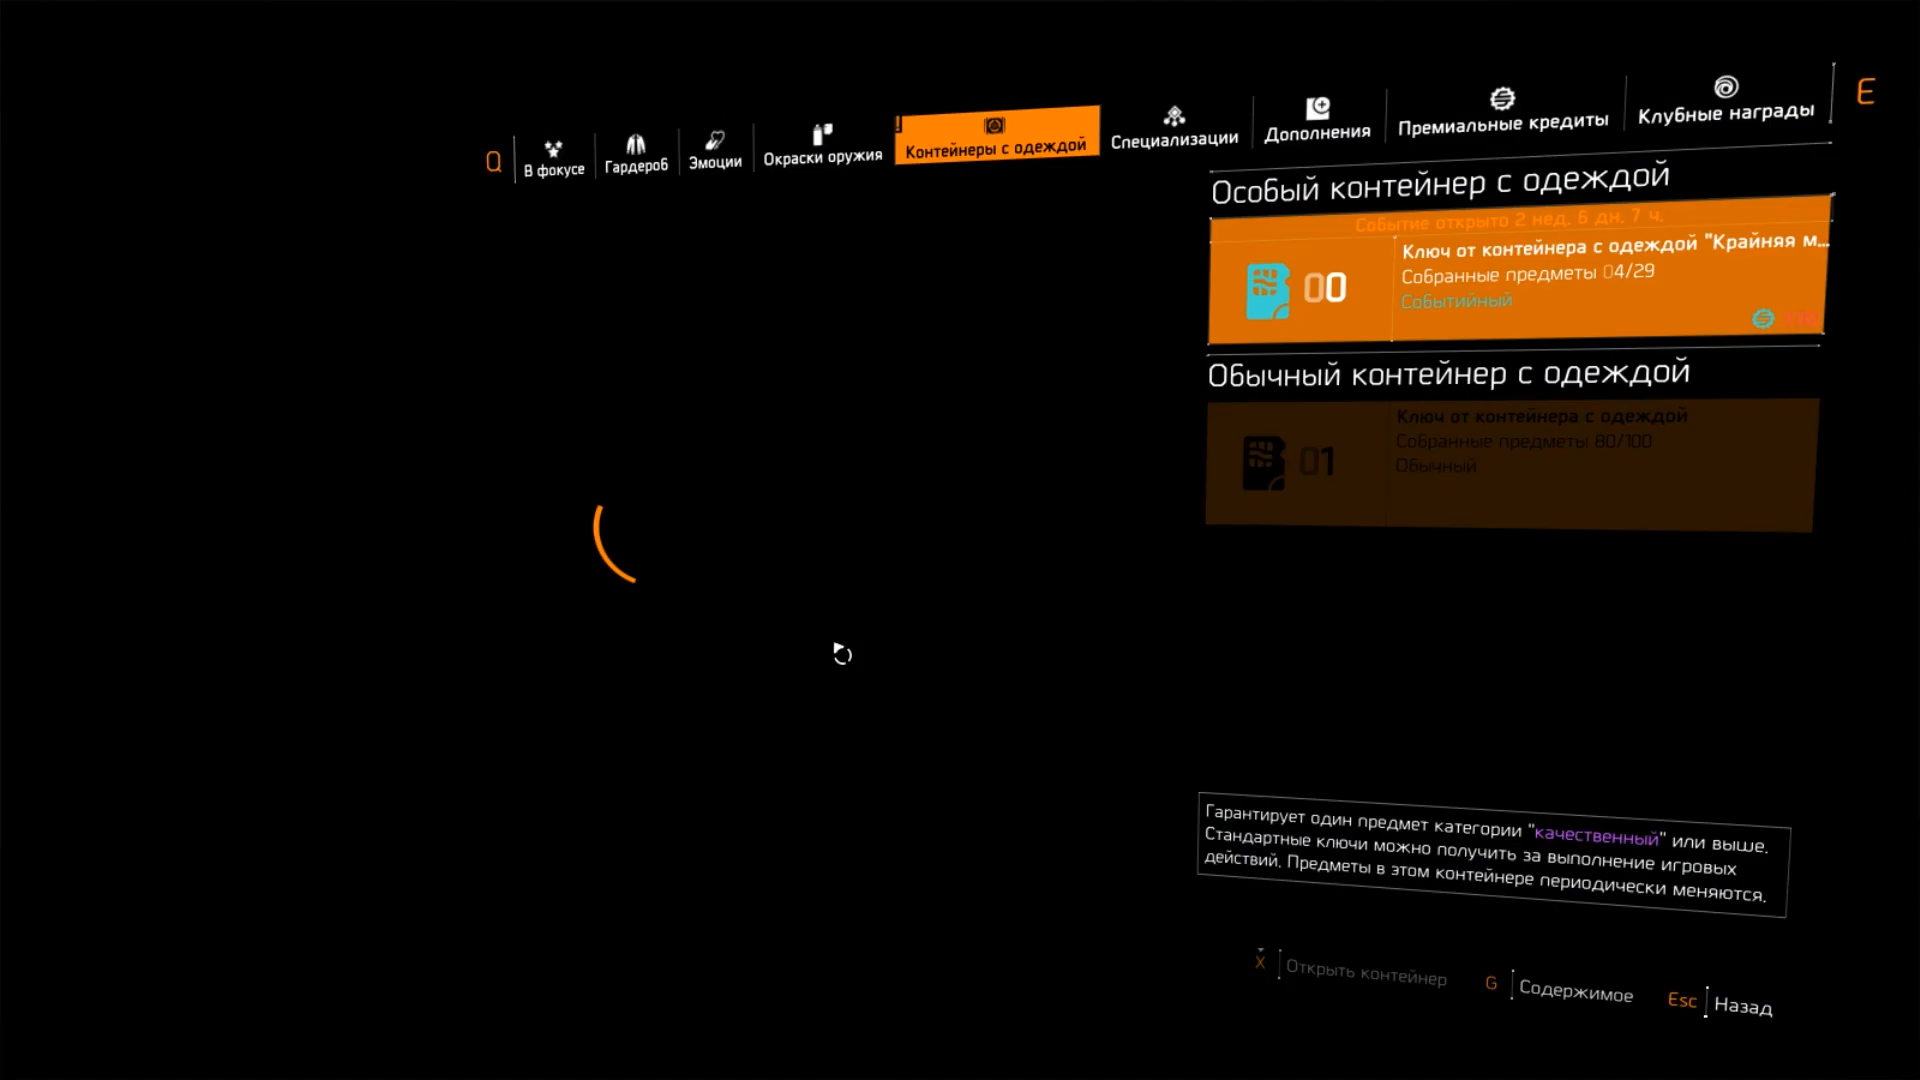 Q
В фокусе
Гардероб
Эмоции
Окраски оружия
Контейнеры с одеждой
Специализации
Дополнения
Премиальные кредиты
Клубные награды
E
Особый контейнер с одеждой
Событие открыто 2 нед. 6 дн. 7 ч.
00
Ключ от контейнера с одеждой "Крайняя м...
Собранные предметы 04/29
Событийный
Обычный контейнер с одеждой
01
Ключ от контейнера с одеждой
Собранные предметы 80/100
Обычный
Гарантирует один предмет категории "качественный" или выше.
Стандартные ключи можно получить за выполнение игровых
действий. Предметы в этом контейнере периодически меняются.
X Открыть контейнер
G Содержимое
Esc Назад